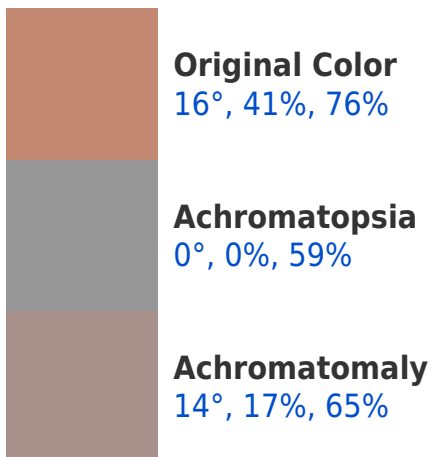 Original Color
16°, 41%, 76%
Achromatopsia
0°, 0%, 59%
Achromatomaly
14°, 17%, 65%